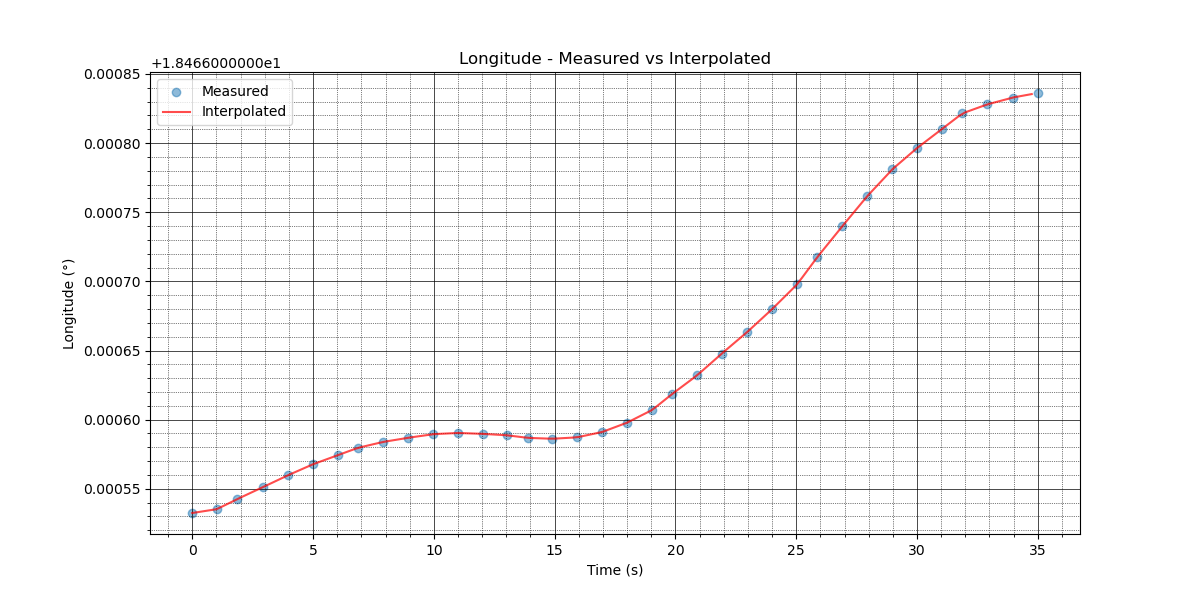 Longitude - Measured vs Interpolated
+1.8466000000e1
Measured
Interpolated
Longitude (°)
0.00085
0.00080
0.00075
0.00070
0.00065
0.00060
0.00055
0 5 10 15 20 25 30 35
Time (s)